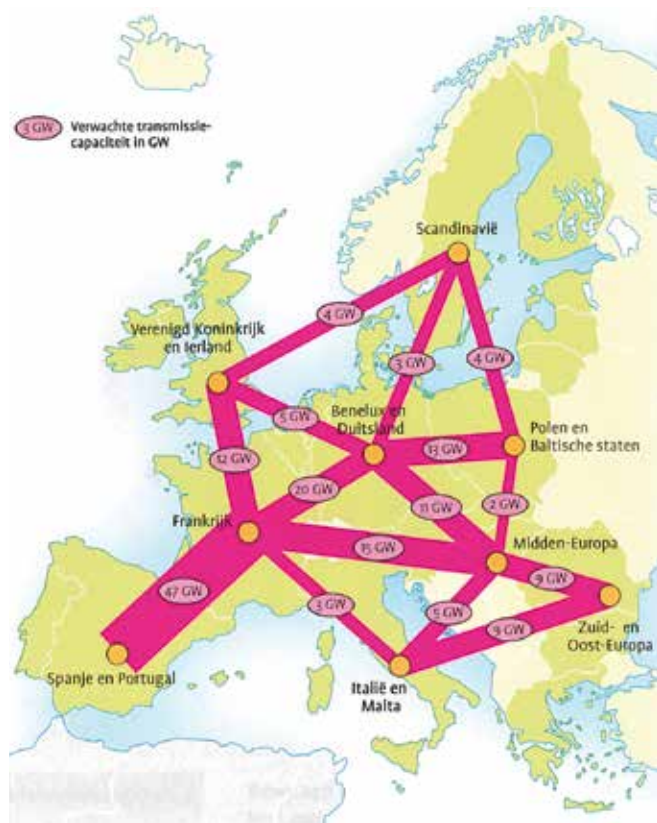 3 GW
Verwachte transmissie-
capaciteit in GW
Scandinavië
4 GW
Verenigd Koninkrijk
en Ierland
3 GW
4 GW
5 GW
Benelux en
Duitsland
Polen en
Baltische staten
12 GW
13 GW
20 GW
11 GW
2 GW
Frankrijk
15 GW
Midden-Europa
9 GW
47 GW
3 GW
5 GW
9 GW
Zuid- en
Oost-Europa
Spanje en Portugal
Italië en
Malta